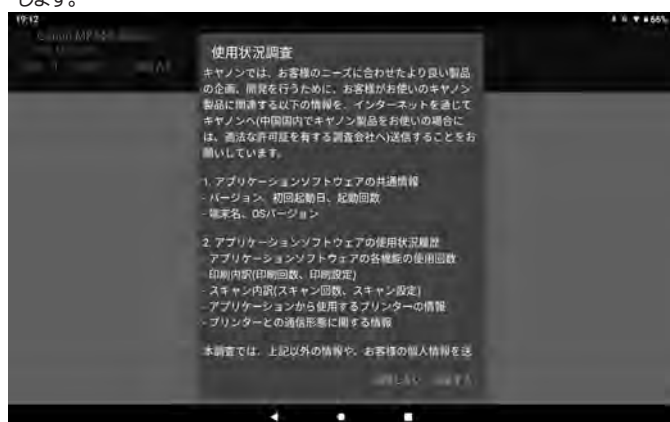 します。
19:12
66%
使用状況調査
キヤノンでは、お客様のニーズに合わせたより良い製品
の企画、開発を行うために、お客様がお使いのキヤノン
製品に関連する以下の情報を、インターネットを通じて
キヤノンへ(中国国内でキヤノン製品をお使いの場合に
は、適法な許可証を有する調査会社へ)送信することをお
願いしています。
1. アプリケーションソフトウェアの共通情報
- バージョン、初回起動日、起動回数
- 端末名、OSバージョン
2. アプリケーションソフトウェアの使用状況履歴
- アプリケーションソフトウェアの各機能の使用回数
- 印刷内訳(印刷回数、印刷設定)
- スキャン内訳(スキャン回数、スキャン設定)
- アプリケーションから使用するプリンターの情報
- プリンターとの通信形態に関する情報
本調査では、上記以外の情報や、お客様の個人情報を送